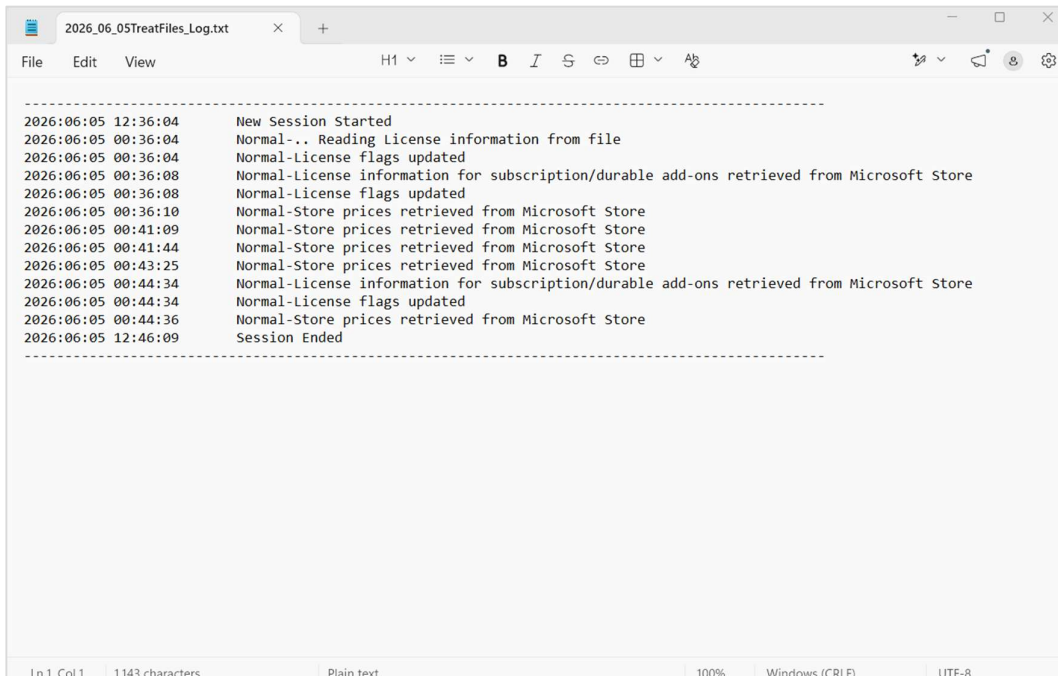 2026_06_05TreatFiles_Log.txt
File Edit View H1 B I S
--------------------------------------------------------------------------------------------------
2026:06:05 12:36:04 New Session Started
2026:06:05 00:36:04 Normal-.. Reading License information from file
2026:06:05 00:36:04 Normal-License flags updated
2026:06:05 00:36:08 Normal-License information for subscription/durable add-ons retrieved from Microsoft Store
2026:06:05 00:36:08 Normal-License flags updated
2026:06:05 00:36:10 Normal-Store prices retrieved from Microsoft Store
2026:06:05 00:41:09 Normal-Store prices retrieved from Microsoft Store
2026:06:05 00:41:44 Normal-Store prices retrieved from Microsoft Store
2026:06:05 00:43:25 Normal-Store prices retrieved from Microsoft Store
2026:06:05 00:44:34 Normal-License information for subscription/durable add-ons retrieved from Microsoft Store
2026:06:05 00:44:34 Normal-License flags updated
2026:06:05 00:44:36 Normal-Store prices retrieved from Microsoft Store
2026:06:05 12:46:09 Session Ended
--------------------------------------------------------------------------------------------------
Ln 1, Col 1 1143 characters Plain text 100% Windows (CRLF) UTF-8